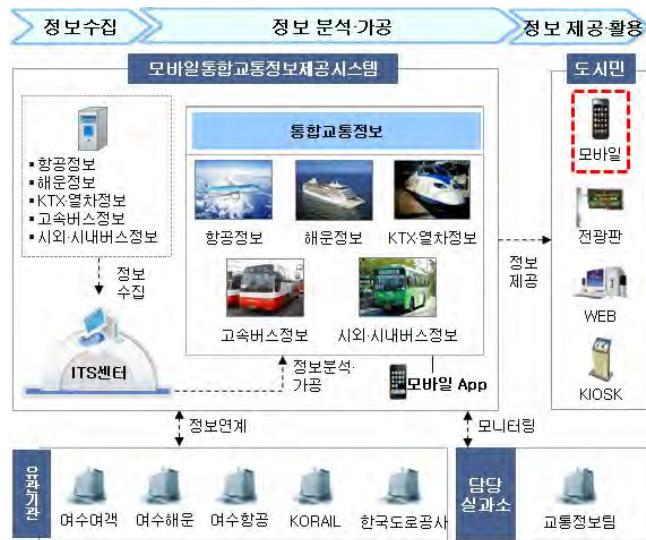 정보수집
정보 분석·가공
정보 제공·활용
모바일통합교통정보제공시스템
▪ 항공정보
▪ 해운정보
▪ KTX·열차정보
▪ 고속버스정보
▪ 시외·시내버스정보
정보
수집
ITS센터
통합교통정보
항공정보
해운정보
KTX·열차정보
고속버스정보
시외·시내버스정보
정보분석·
가공
모바일 App
정보
제공
도시민
모바일
전광판
WEB
KIOSK
정보연계
모니터링
유관기관
여수여객
여수해운
여수항공
KORAIL
한국도로공사
담당
실과소
교통정보팀